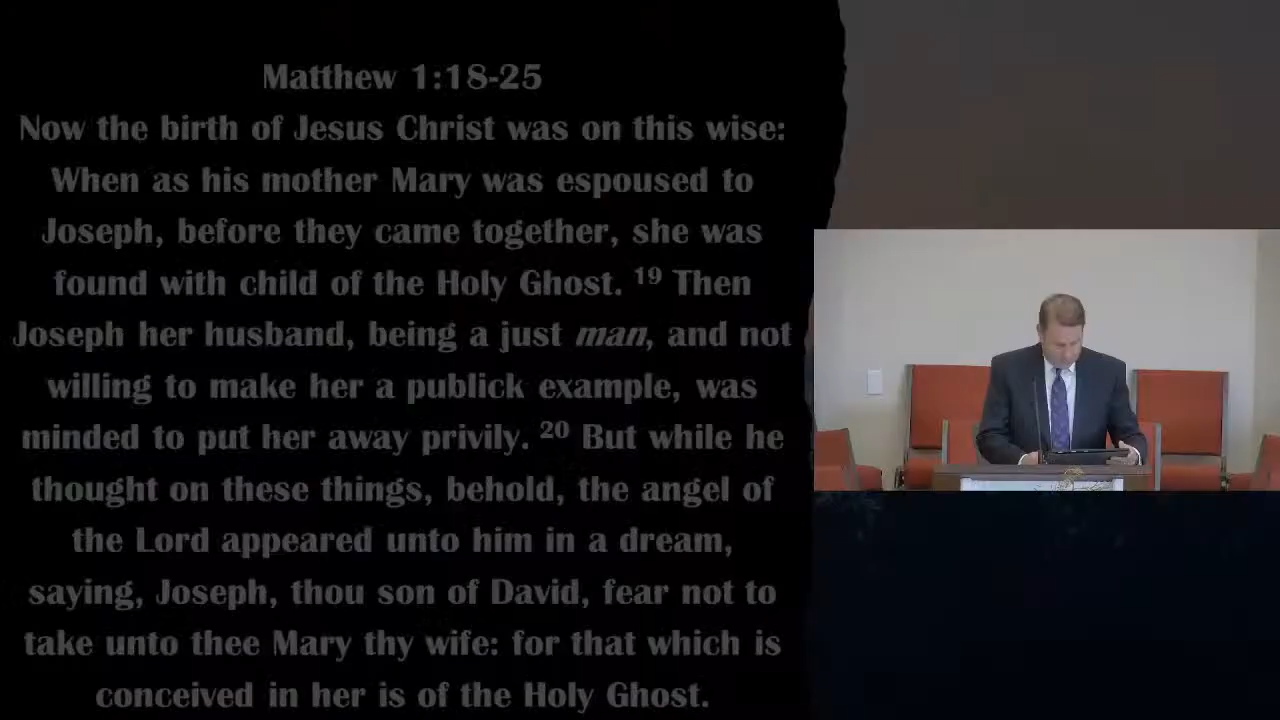 Matthew 1:18-25
Now the birth of Jesus Christ was on this wise:
When as his mother Mary was espoused to
Joseph, before they came together, she was
found with child of the Holy Ghost. 19 Then
Joseph her husband, being a just man, and not
willing to make her a publick example, was
minded to put her away privily. 20 But while he
thought on these things, behold, the angel of
the Lord appeared unto him in a dream,
saying, Joseph, thou son of David, fear not to
take unto thee Mary thy wife: for that which is
conceived in her is of the Holy Ghost.